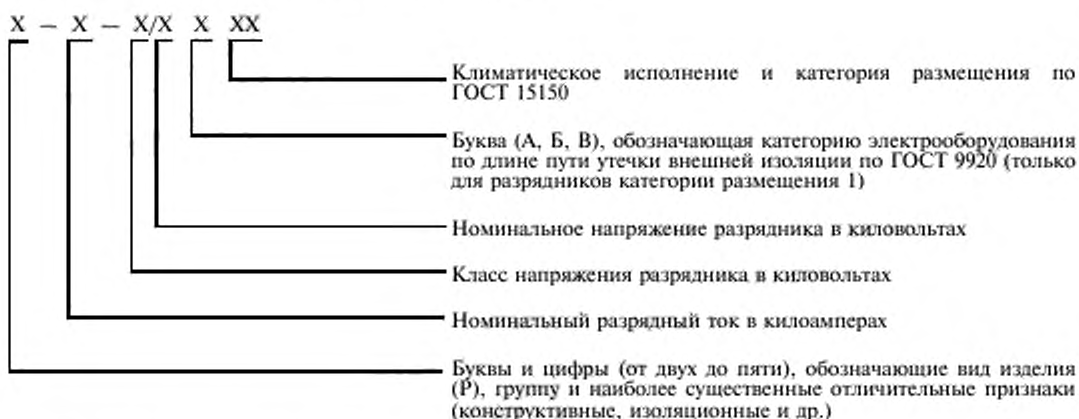 Х – Х – Х/Х Х ХХ
Климатическое исполнение и категория размещения по
ГОСТ 15150
Буква (А, Б, В), обозначающая категорию электрооборудования
по длине пути утечки внешней изоляции по ГОСТ 9920 (только
для разрядников категории размещения 1)
Номинальное напряжение разрядника в киловольтах
Класс напряжения разрядника в киловольтах
Номинальный разрядный ток в килоамперах
Буквы и цифры (от двух до пяти), обозначающие вид изделия
(Р), группу и наиболее существенные отличительные признаки
(конструктивные, изоляционные и др.)